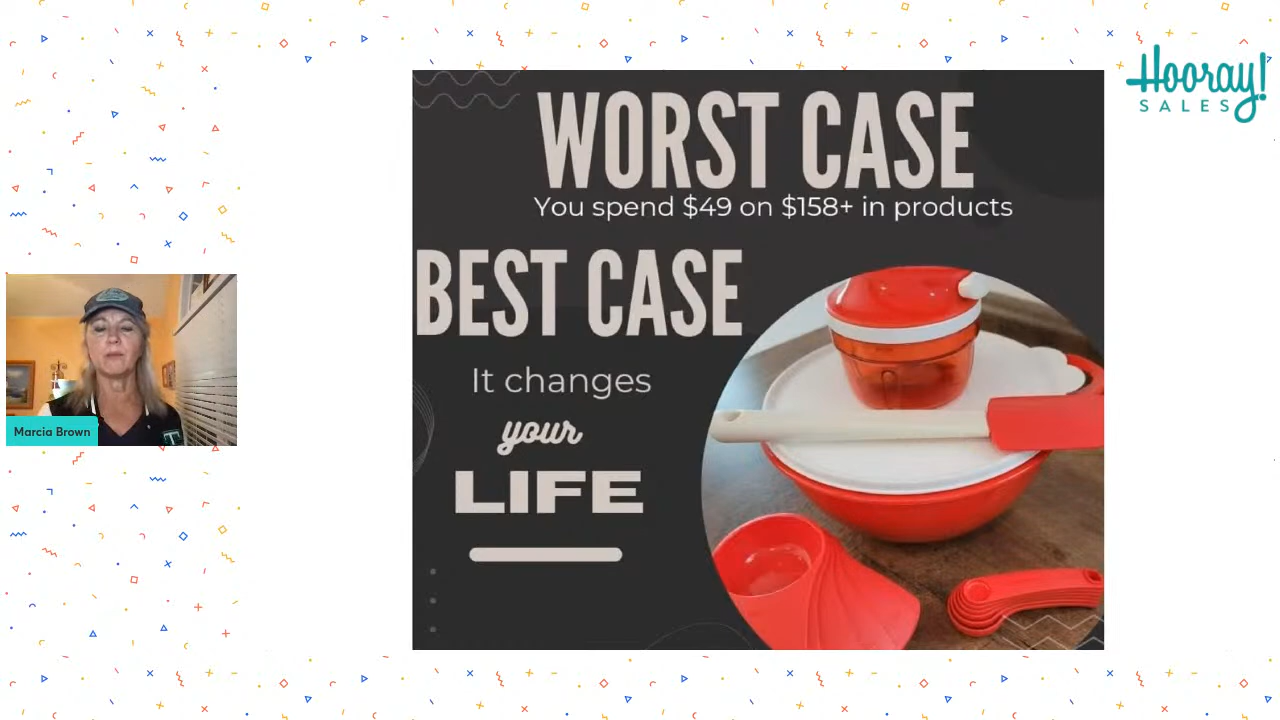 Hooray!
SALES
WORST CASE
You spend $49 on $158+ in products
BEST CASE
It changes
your
LIFE
Marcia Brown